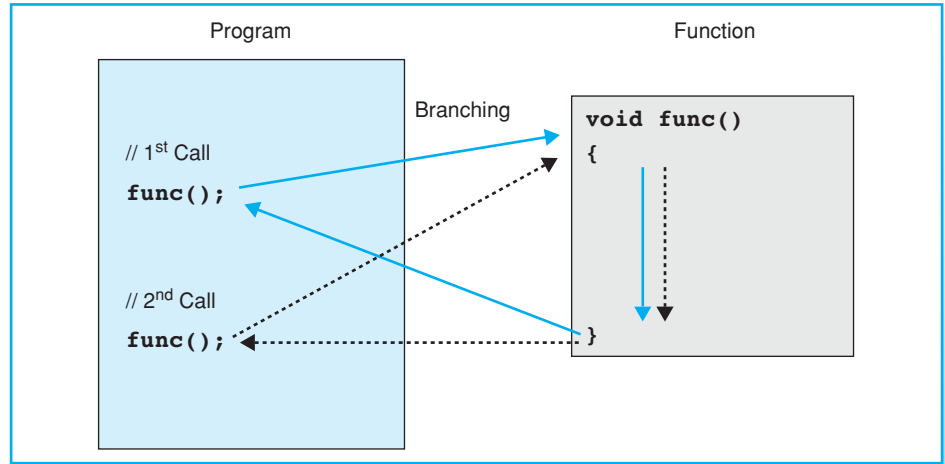 Program
Function
Branching
// 1st Call
func();
// 2nd Call
func();
void func()
{
}